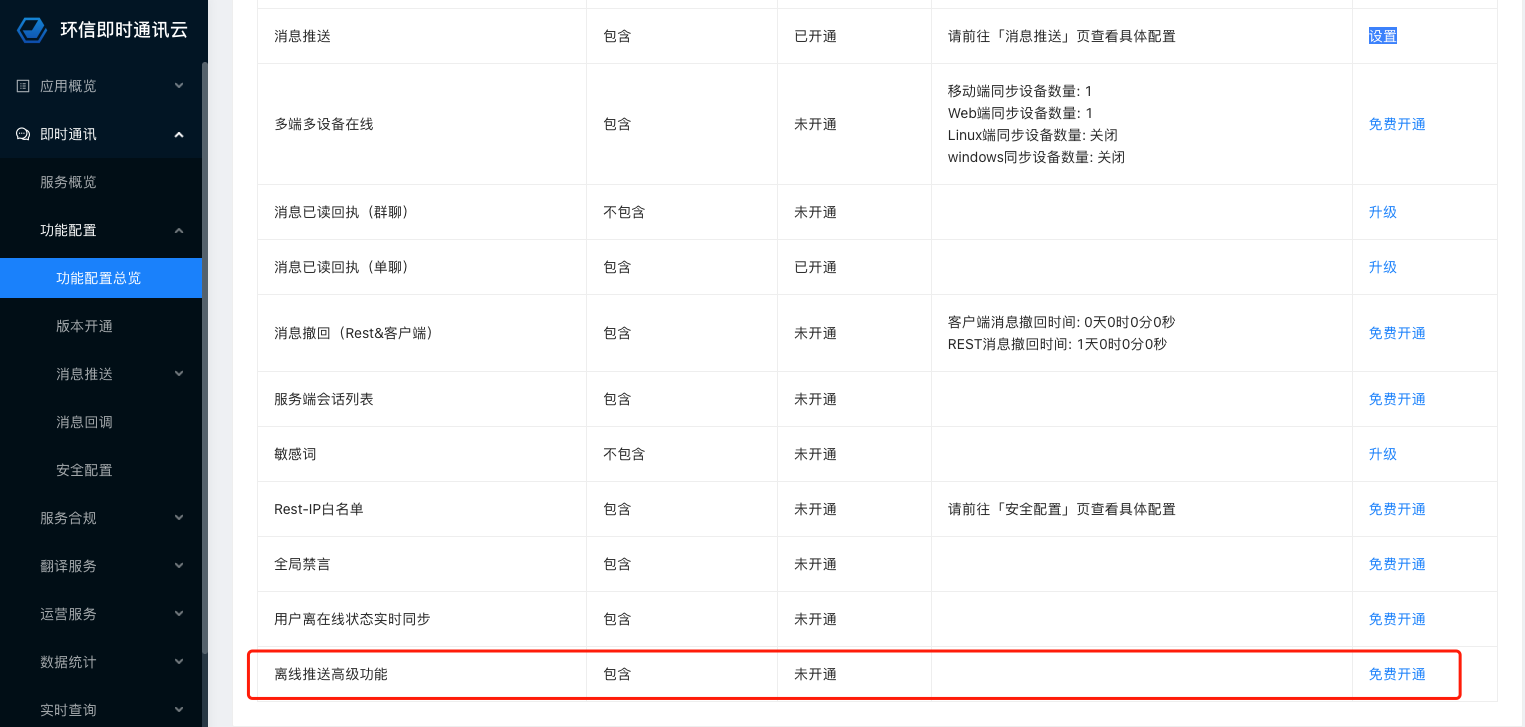 环信即时通讯云
应用概览
即时通讯
服务概览
功能配置
功能配置总览
版本开通
消息推送
消息回调
安全配置
服务合规
翻译服务
运营服务
数据统计
实时查询
消息推送 包含 已开通 请前往「消息推送」页查看具体配置 设置
多端多设备在线 包含 未开通 移动端同步设备数量: 1
Web端同步设备数量: 1
Linux端同步设备数量: 关闭
windows同步设备数量: 关闭 免费开通
消息已读回执（群聊） 不包含 未开通 升级
消息已读回执（单聊） 包含 已开通 升级
消息撤回（Rest&客户端） 包含 未开通 客户端消息撤回时间: 0天0时0分0秒
REST消息撤回时间: 1天0时0分0秒 免费开通
服务端会话列表 包含 未开通 免费开通
敏感词 不包含 未开通 升级
Rest-IP白名单 包含 未开通 请前往「安全配置」页查看具体配置 免费开通
全局禁言 包含 未开通 免费开通
用户离在线状态实时同步 包含 未开通 免费开通
离线推送高级功能 包含 未开通 免费开通